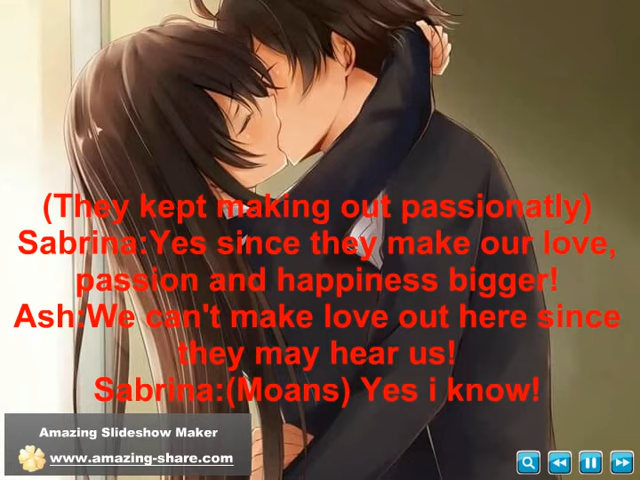 (They kept making out passionatly)
Sabrina:Yes since they make our love,
passion and happiness bigger!
Ash:We can't make love out here since
they may hear us!
Sabrina:(Moans) Yes i know!
Amazing Slideshow Maker
www.amazing-share.com